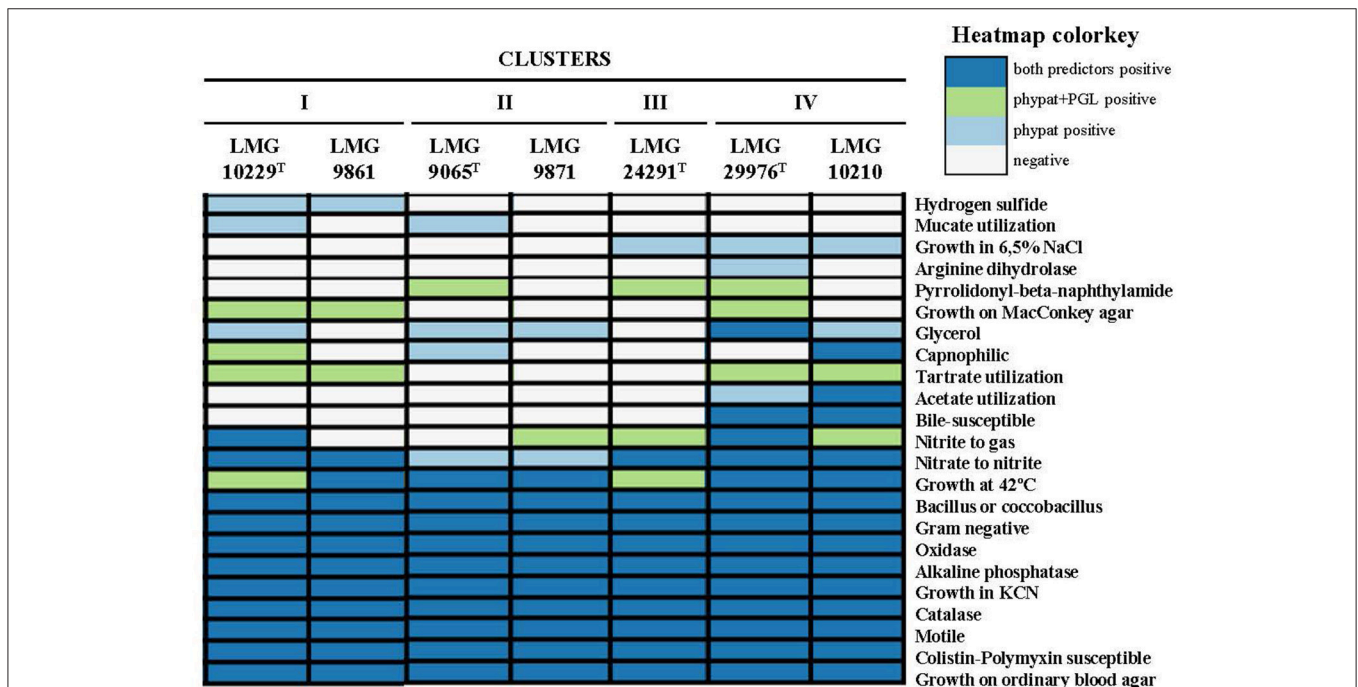 Heatmap colorkey
both predictors positive
phypat+PGL positive
phypat positive
negative
CLUSTERS
I II III IV
LMG LMG LMG LMG LMG LMG LMG
10229T 9861 9065T 9871 24291T 29976T 10210
Hydrogen sulfide
Mucate utilization
Growth in 6,5% NaCl
Arginine dihydrolase
Pyrrolidonyl-beta-naphthylamide
Growth on MacConkey agar
Glycerol
Capnophilic
Tartrate utilization
Acetate utilization
Bile-susceptible
Nitrite to gas
Nitrate to nitrite
Growth at 42ºC
Bacillus or coccobacillus
Gram negative
Oxidase
Alkaline phosphatase
Growth in KCN
Catalase
Motile
Colistin-Polymyxin susceptible
Growth on ordinary blood agar